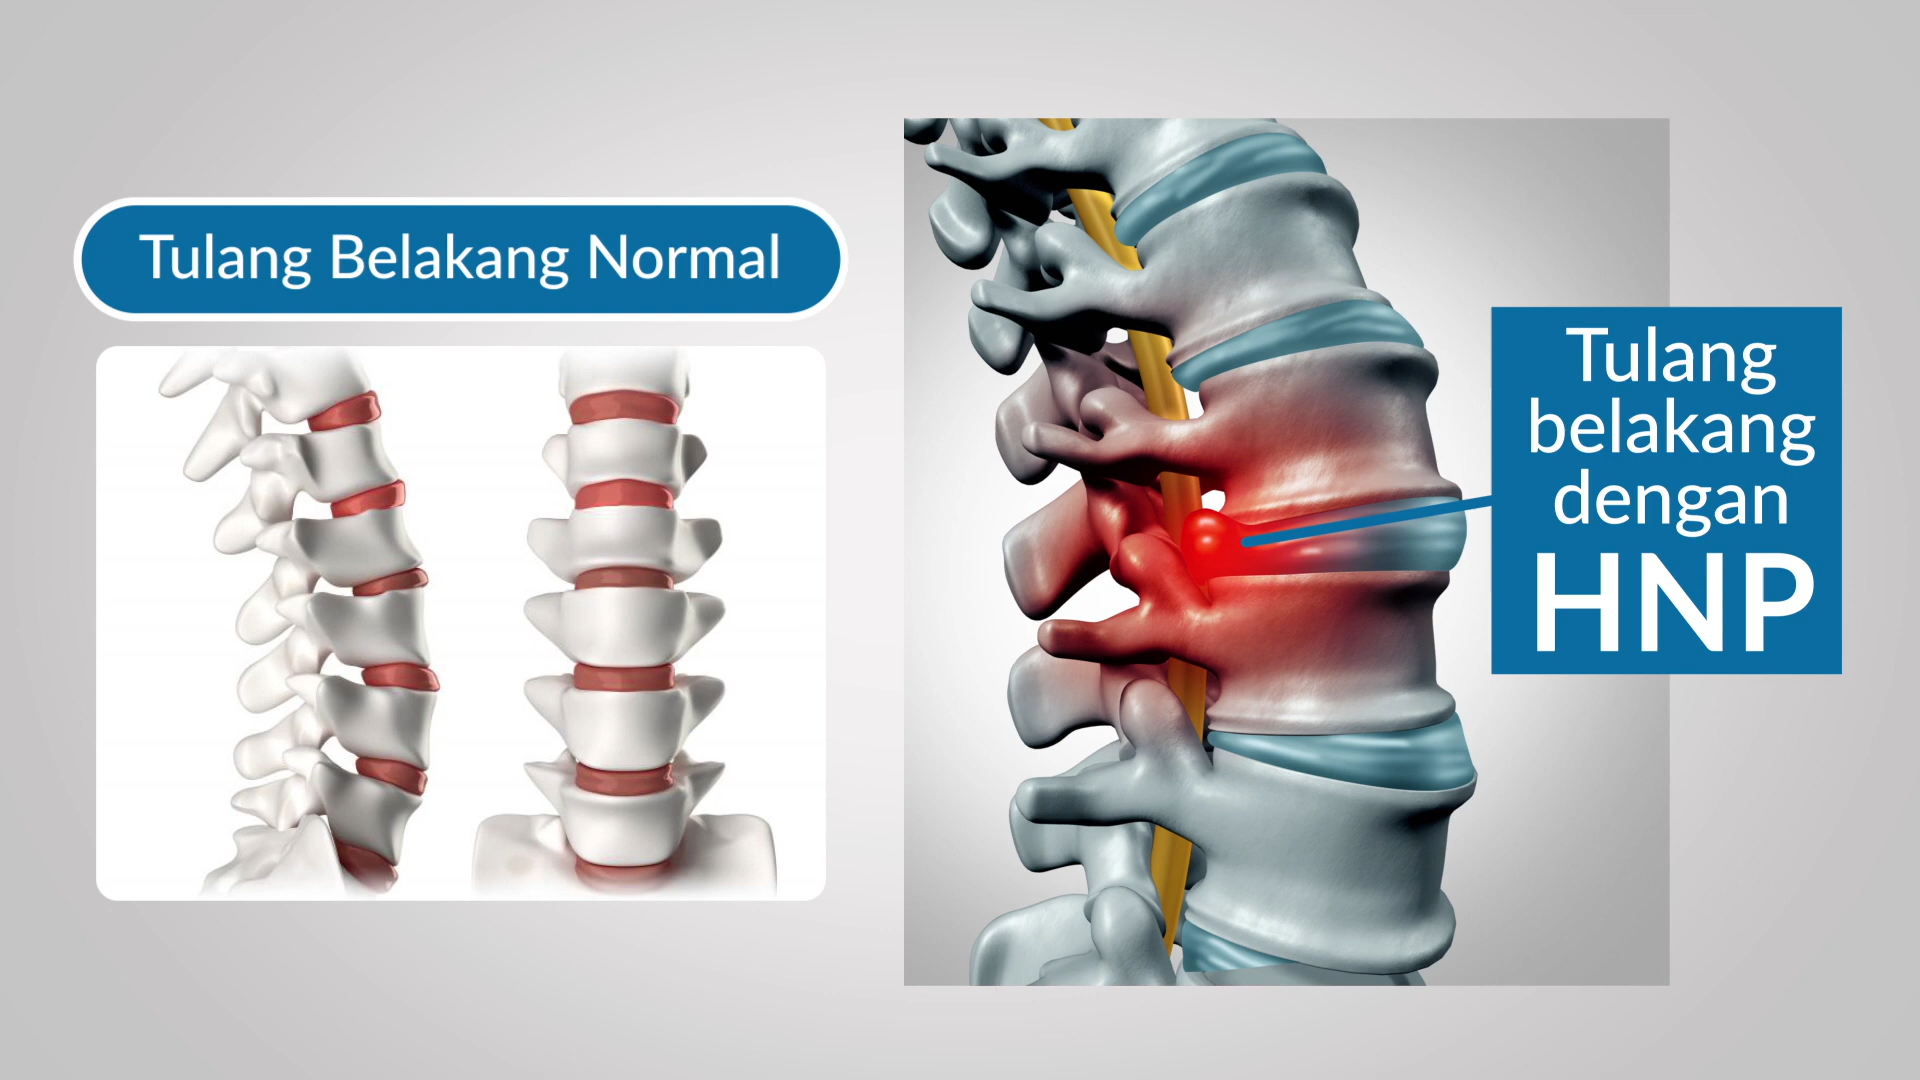 Tulang Belakang Normal
Tulang
belakang
dengan
HNP